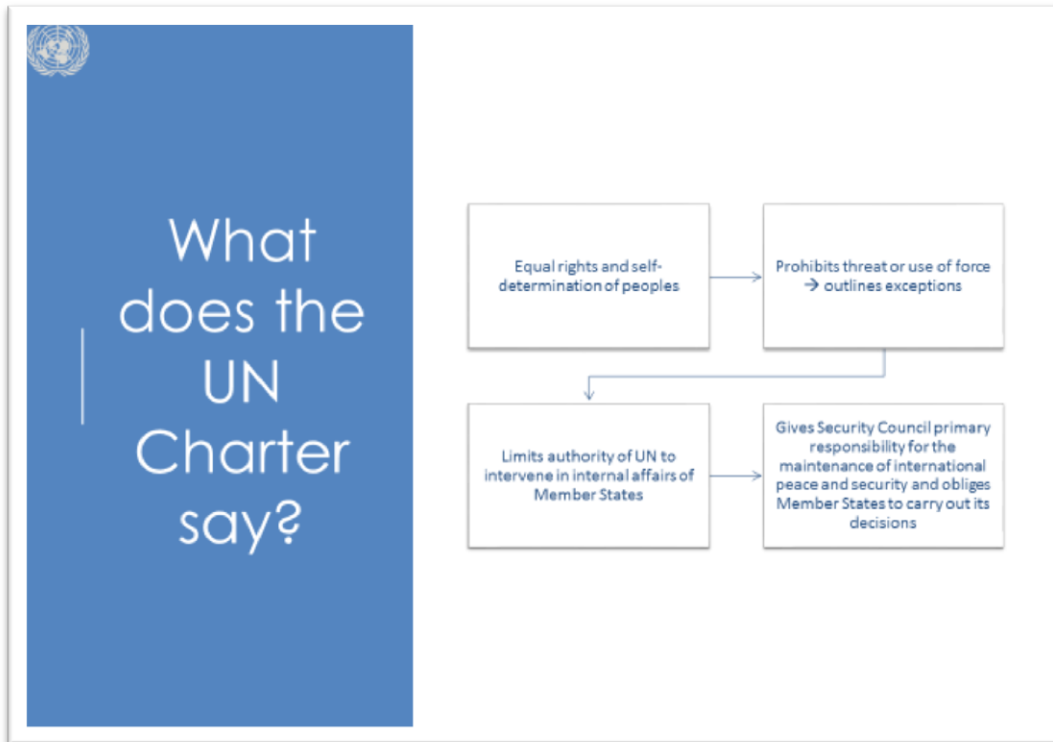 What
does the
UN
Charter
say?
Equal rights and self-
determination of peoples
Prohibits threat or use of force
→ outlines exceptions
Limits authority of UN to
intervene in internal affairs of
Member States
Gives Security Council primary
responsibility for the
maintenance of international
peace and security and obliges
Member States to carry out its
decisions